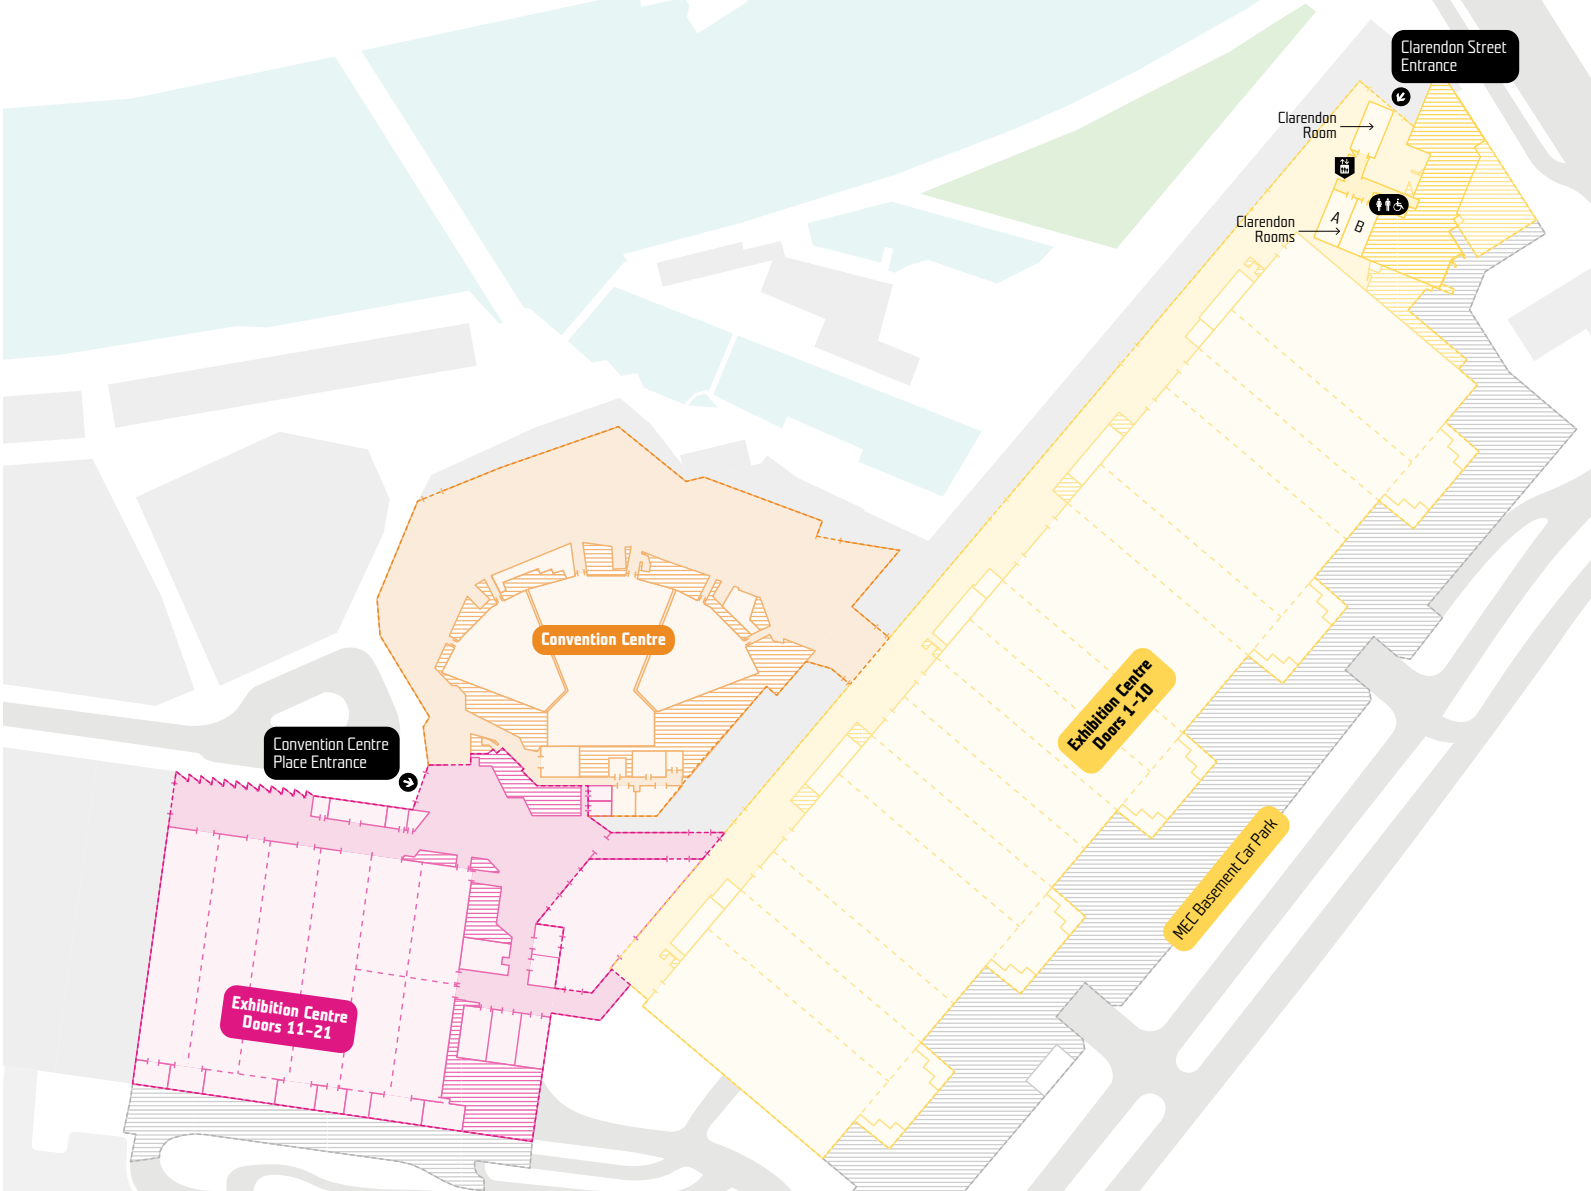 Clarendon Street
Entrance
Clarendon
Room
Clarendon
Rooms
A
B
Convention Centre
Exhibition Centre
Doors 1-10
Convention Centre
Place Entrance
MEC Basement Car Park
Exhibition Centre
Doors 11-21